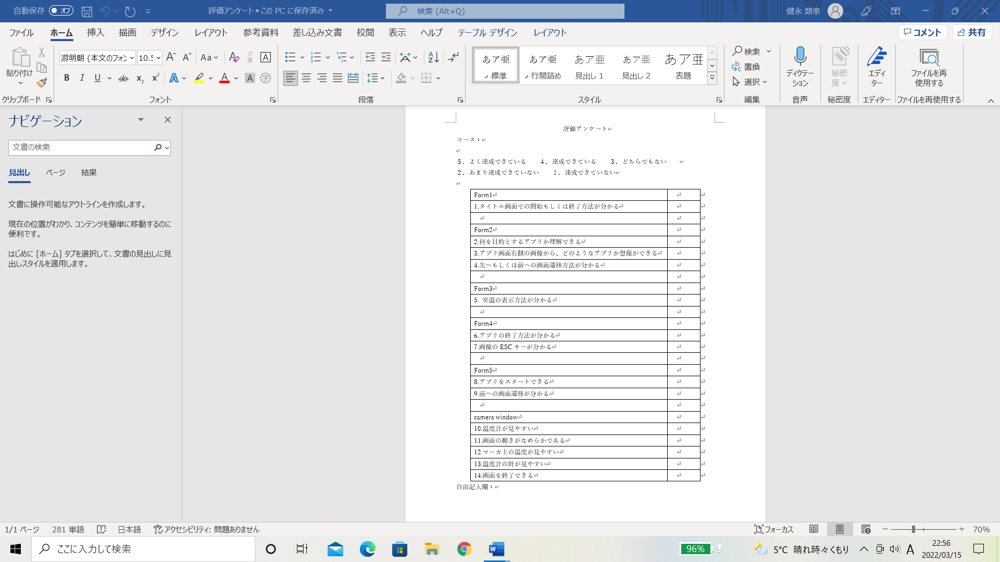 自動保存 オフ 評価アンケート • この PC に保存済み 検索 (Alt+Q) 健永 類家
ファイル ホーム 挿入 描画 デザイン レイアウト 参考資料 差し込み文書 校閲 表示 ヘルプ テーブル デザイン レイアウト コメント 共有
貼り付け
クリップボード
游明朝 (本文のフォン 10.5 A A Aa ア亜 A
B I U ab x2 x2 A A A 字
フォント
段落
あア亜 あア亜 あア亜 あア亜 あア亜
標準 行間詰め 見出し 1 見出し 2 表題
スタイル
検索
置換
選択
編集
ディクテーション
音声
秘密度
秘密度
エディター
エディター
ファイルを再使用する
ファイルを再使用する
ナビゲーション
文書の検索
見出し ページ 結果
文書に操作可能なアウトラインを作成します。
現在の位置がわかり、コンテンツを簡単に移動するのに
便利です。
はじめに [ホーム] タブを選択して、文書の見出しに見
出しスタイルを適用します。
評価アンケート
コース：
5．よく達成できている 4．達成できている 3．どちらでもない
2．あまり達成できていない 1．達成できていない
Form1
1.タイトル画面での開始もしくは終了方法が分かる
Form2
2.何を目的とするアプリか理解できる
3.アプリ画面右側の画像から、どのようなアプリか想像ができる
4.次へもしくは前への画面遷移方法が分かる
Form3
5. 室温の表示方法が分かる
Form4
6.アプリの終了方法が分かる
7.画像の ESC キーが分かる
Form5
8.アプリをスタートできる
9.前への画面遷移が分かる
camera window
10.温度計が見やすい
11.画面の動きがなめらかである
12.マーカ上の温度が見やすい
13.温度計の針が見やすい
14.画面を終了できる
自由記入欄：
1/1 ページ 281 単語 日本語 アクセシビリティ: 問題ありません フォーカス 70%
ここに入力して検索 96% 5°C 晴れ時々くもり A 22:56
2022/03/15